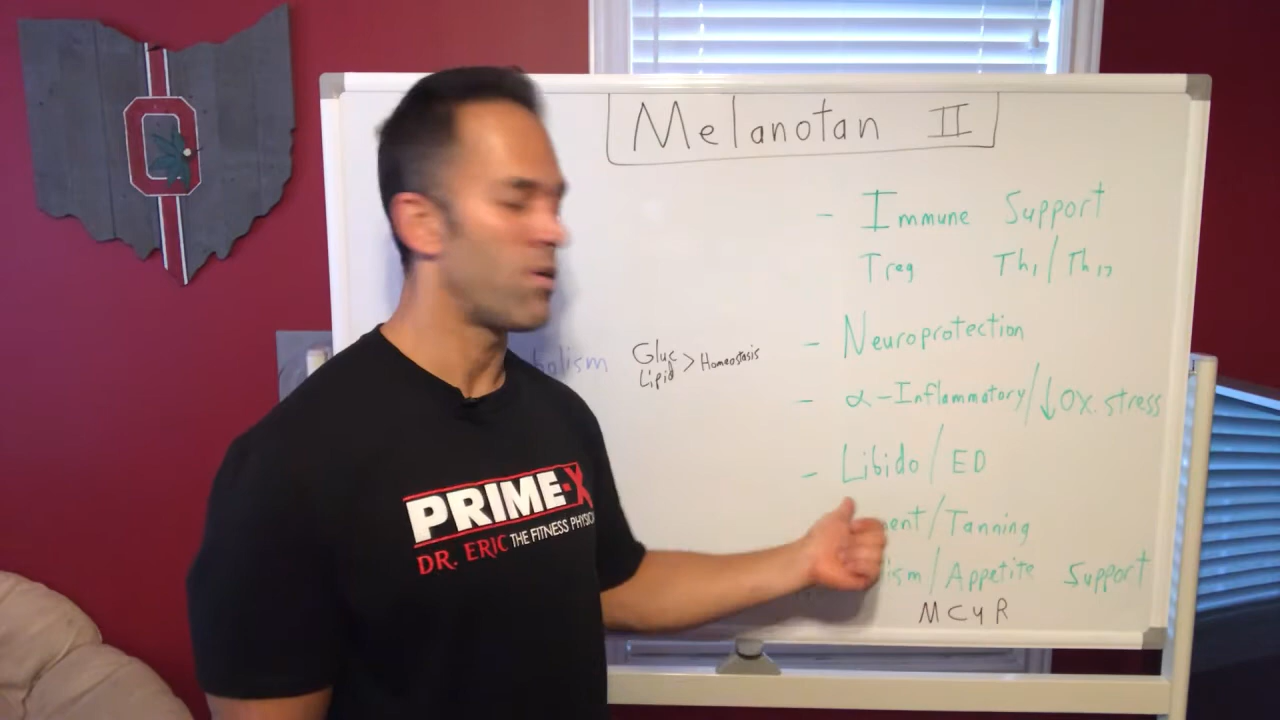 Melanotan II
- Immune Support
Treg Th1/Th17
- Neuroprotection
Gluc
Lipid > Homeostasis
- α-Inflammatory/↓OX. stress
- Libido/ED
/Tanning
/Appetite Support
MC4R
PRIME-X
DR. ERIC THE FITNESS
O